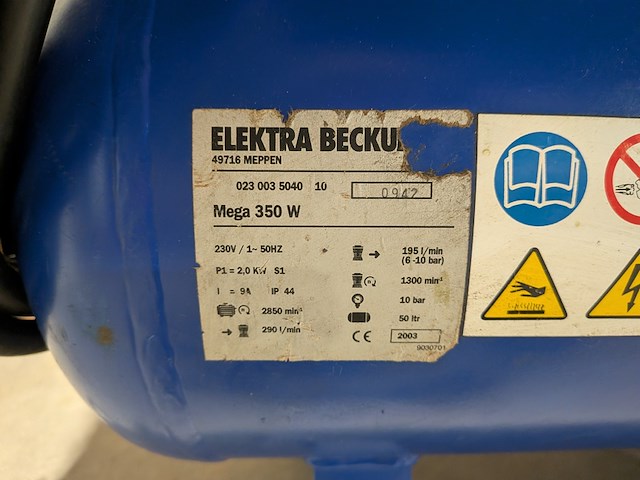 ELEKTRA BECKU
49716 MEPPEN
023 003 5040 10 0942
Mega 350 W
230V / 1~ 50HZ
P1 = 2,0 KW S1
I = 9A IP 44
2850 min⁻¹
290 l/min
195 l/min
(6-10 bar)
1300 min⁻¹
10 bar
50 ltr
CE 2003
9030701